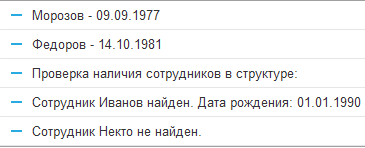 Морозов - 09.09.1977
Федоров - 14.10.1981
Проверка наличия сотрудников в структуре:
Сотрудник Иванов найден. Дата рождения: 01.01.1990
Сотрудник Некто не найден.